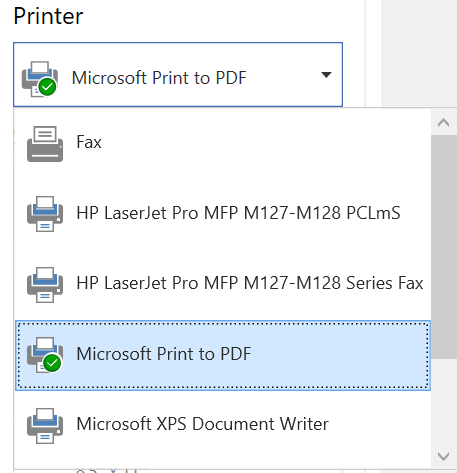 Printer
Microsoft Print to PDF
Fax
HP LaserJet Pro MFP M127-M128 PCLmS
HP LaserJet Pro MFP M127-M128 Series Fax
Microsoft Print to PDF
Microsoft XPS Document Writer